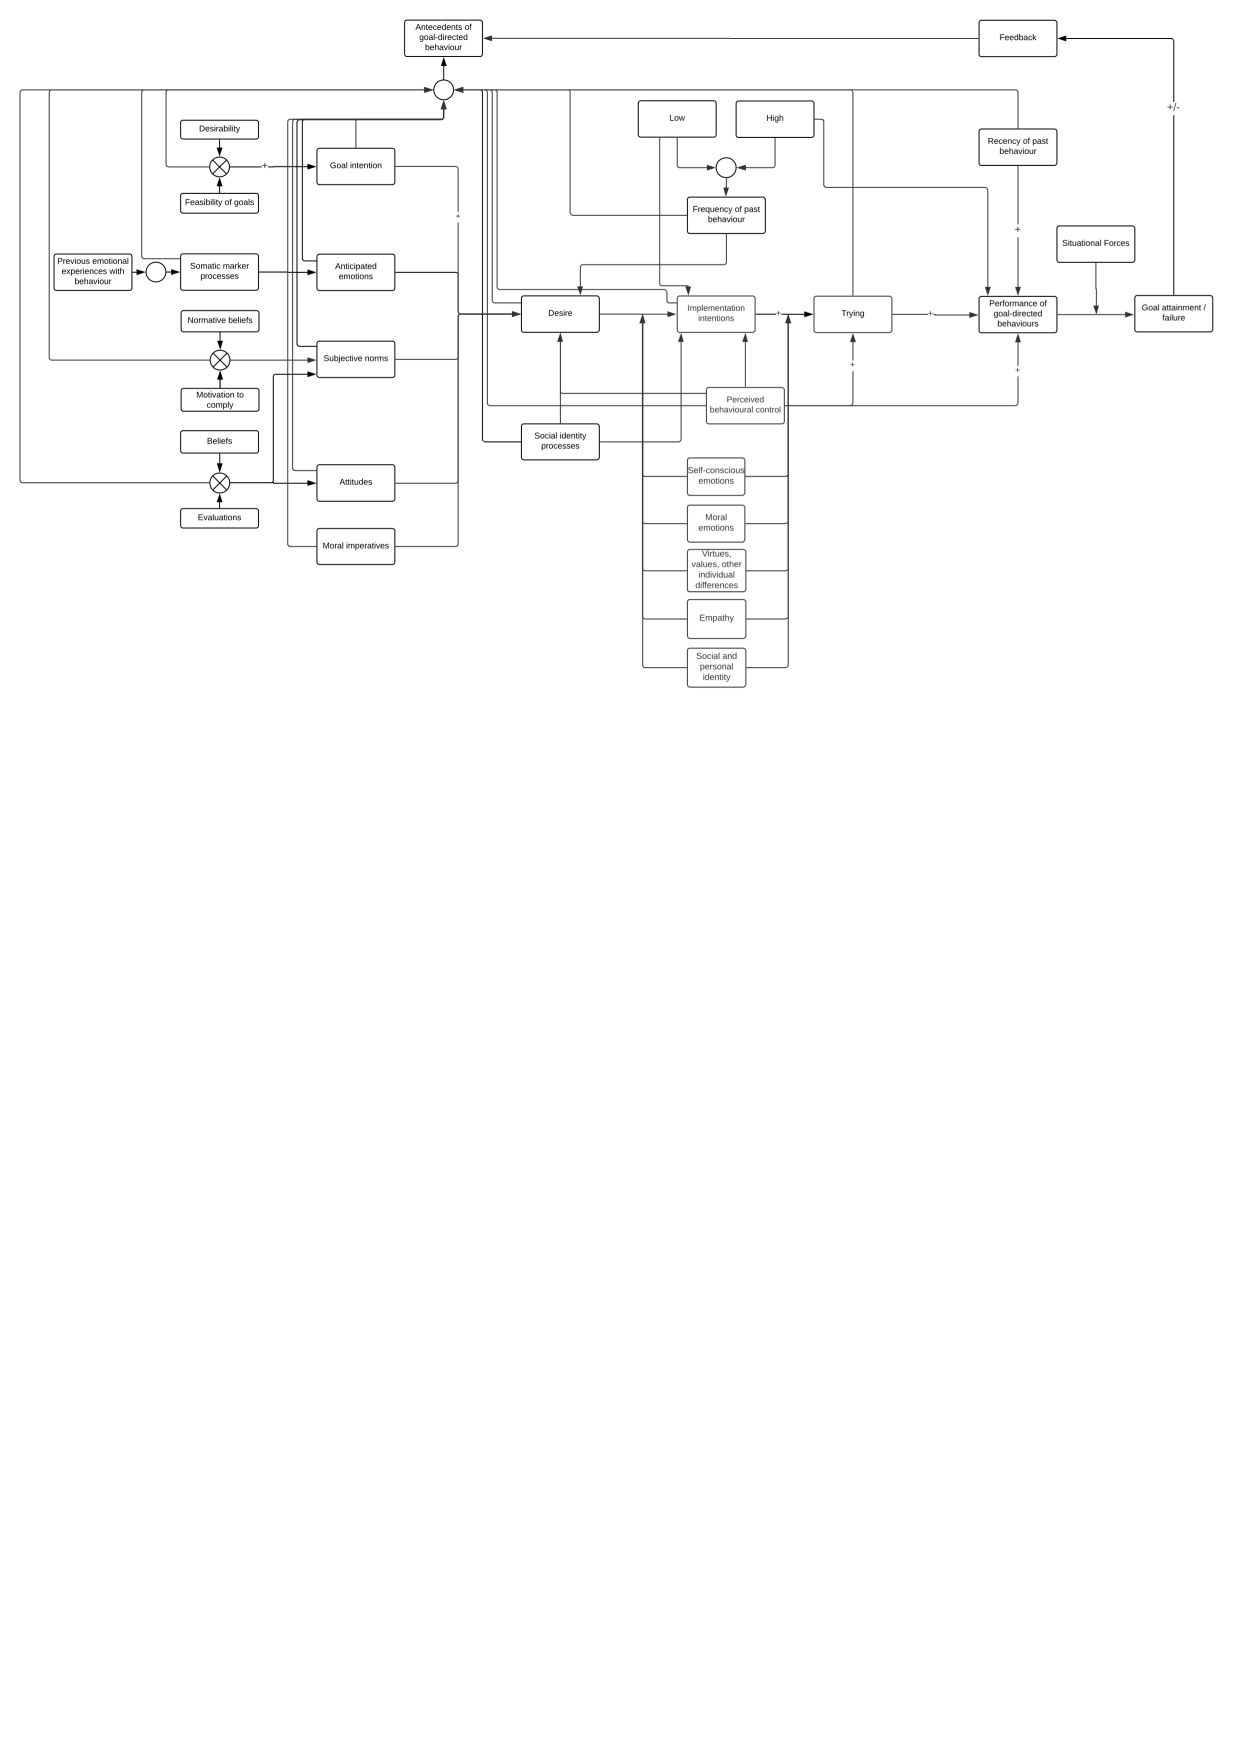 Antecedents of
goal-directed
behaviour
Feedback
+/-
Low
High
Desirability
Recency of past
behaviour
Goal intention
+
Feasibility of goals
Frequency of past
behaviour
+
+
Situational Forces
Previous emotional
experiences with
behaviour
Somatic marker
processes
Anticipated
emotions
Normative beliefs
Desire
Implementation
intentions
+
Trying
+
Performance of
goal-directed
behaviours
Goal attainment /
failure
Subjective norms
+
+
Motivation to
comply
Perceived
behavioural control
Beliefs
Social identity
processes
Attitudes
Self-conscious
emotions
Evaluations
Moral
emotions
Moral imperatives
Virtues,
values, other
individual
differences
Empathy
Social and
personal
identity